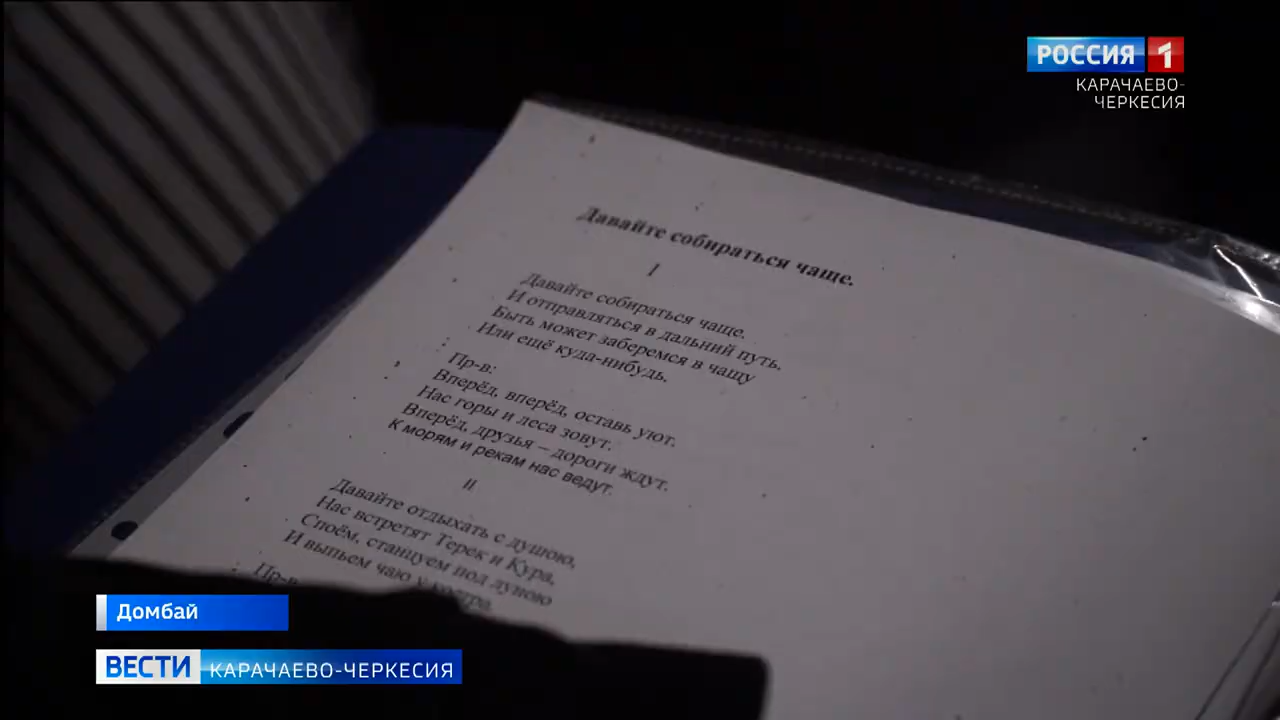 РОССИЯ 1
КАРАЧАЕВО-
ЧЕРКЕСИЯ
Давайте собираться чаще.
I
Давайте собираться чаще.
И отправляться в дальний путь.
Быть может заберемся в чащу
Или ещё куда-нибудь.
Пр-в:
Вперёд, вперёд, оставь уют.
Нас горы и леса зовут.
Вперёд, друзья – дороги ждут.
К морям и рекам нас ведут.
II
Давайте отдыхать с душою,
Нас встретят Терек и Кура,
Споём, станцуем под луною
И выпьем чаю у костра.
Пр-в
Домбай
ВЕСТИ КАРАЧАЕВО-ЧЕРКЕСИЯ